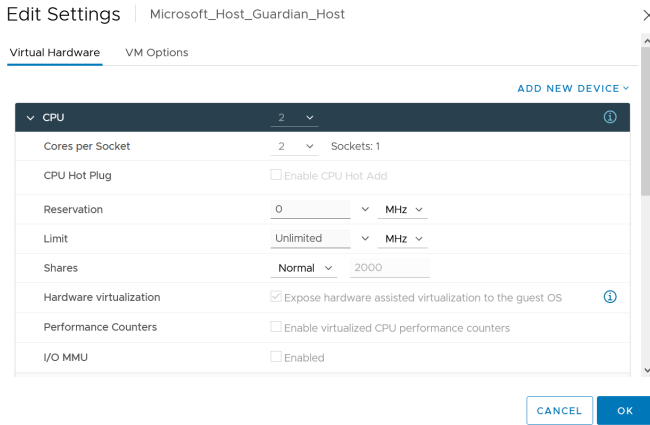 Edit Settings Microsoft_Host_Guardian_Host
Virtual Hardware VM Options
ADD NEW DEVICE
CPU 2
Cores per Socket 2 Sockets: 1
CPU Hot Plug Enable CPU Hot Add
Reservation 0 MHz
Limit Unlimited MHz
Shares Normal 2000
Hardware virtualization Expose hardware assisted virtualization to the guest OS
Performance Counters Enable virtualized CPU performance counters
I/O MMU Enabled
CANCEL OK